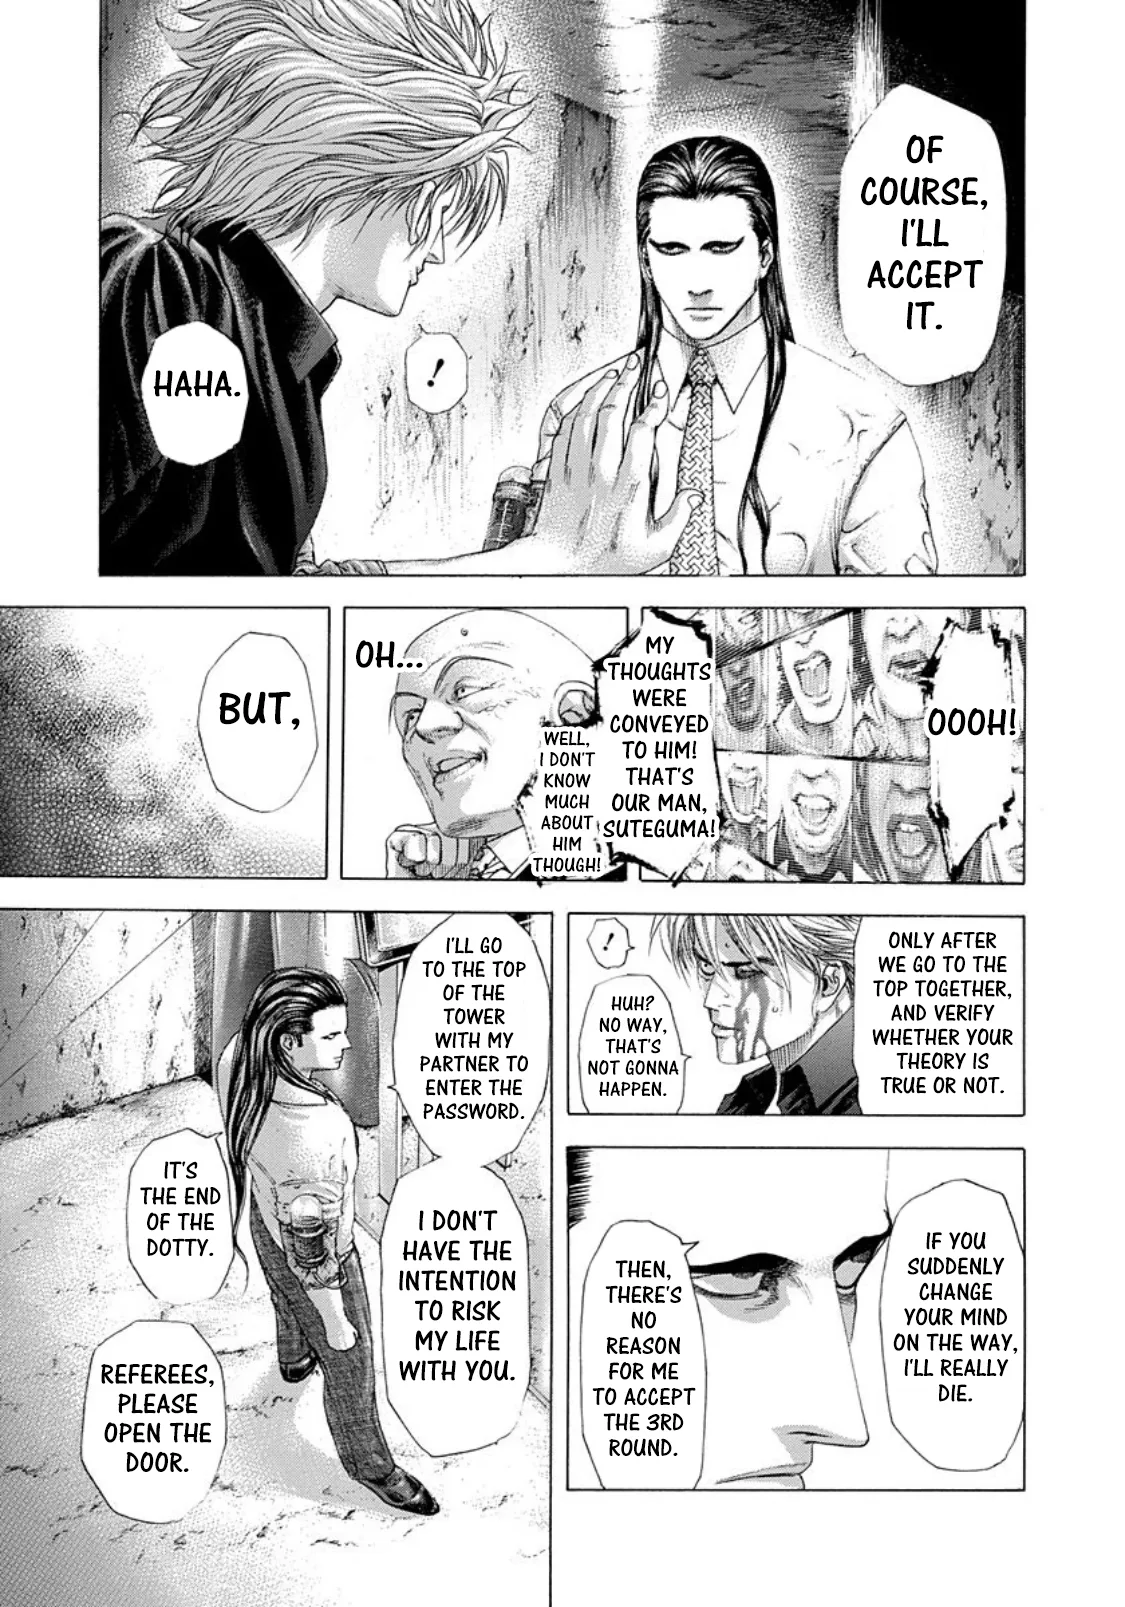 OF
COURSE,
I'LL
ACCEPT
IT.
!
HAHA.
OOOH!
MY
THOUGHTS
WERE
CONVEYED
TO HIM!
THAT'S
OUR MAN,
SUTEGUMA!
WELL,
I DON'T
KNOW
MUCH
ABOUT
HIM
THOUGH!
OH...
BUT,
ONLY AFTER
WE GO TO THE
TOP TOGETHER,
AND VERIFY
WHETHER YOUR
THEORY IS
TRUE OR NOT.
!
HUH?
NO WAY,
THAT'S
NOT GONNA
HAPPEN.
IF YOU
SUDDENLY
CHANGE
YOUR MIND
ON THE WAY,
I'LL REALLY
DIE.
THEN,
THERE'S
NO
REASON
FOR ME
TO ACCEPT
THE 3RD
ROUND.
I'LL GO
TO THE TOP
OF THE
TOWER
WITH MY
PARTNER TO
ENTER THE
PASSWORD.
I DON'T
HAVE THE
INTENTION
TO RISK
MY LIFE
WITH YOU.
IT'S
THE END
OF THE
DOTTY.
REFEREES,
PLEASE
OPEN THE
DOOR.